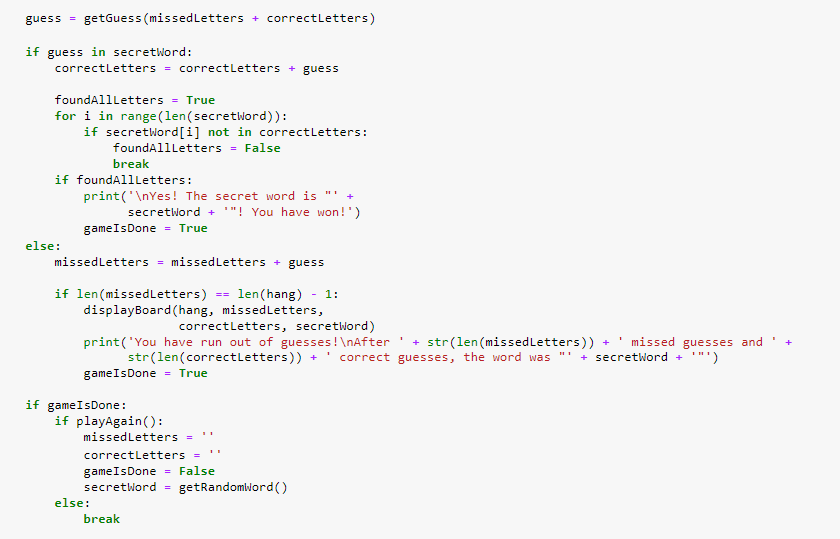 guess = getGuess(missedLetters + correctLetters)
if guess in secretWord:
    correctLetters = correctLetters + guess
    foundAllLetters = True
    for i in range(len(secretWord)):
        if secretWord[i] not in correctLetters:
            foundAllLetters = False
            break
    if foundAllLetters:
        print('\nYes! The secret word is "' +
              secretWord + '"! You have won!')
        gameIsDone = True
else:
    missedLetters = missedLetters + guess
    if len(missedLetters) == len(hang) - 1:
        displayBoard(hang, missedLetters,
                     correctLetters, secretWord)
        print('You have run out of guesses!\nAfter ' + str(len(missedLetters)) + ' missed guesses and ' +
              str(len(correctLetters)) + ' correct guesses, the word was "' + secretWord + '"')
        gameIsDone = True
if gameIsDone:
    if playAgain():
        missedLetters = ''
        correctLetters = ''
        gameIsDone = False
        secretWord = getRandomWord()
    else:
        break